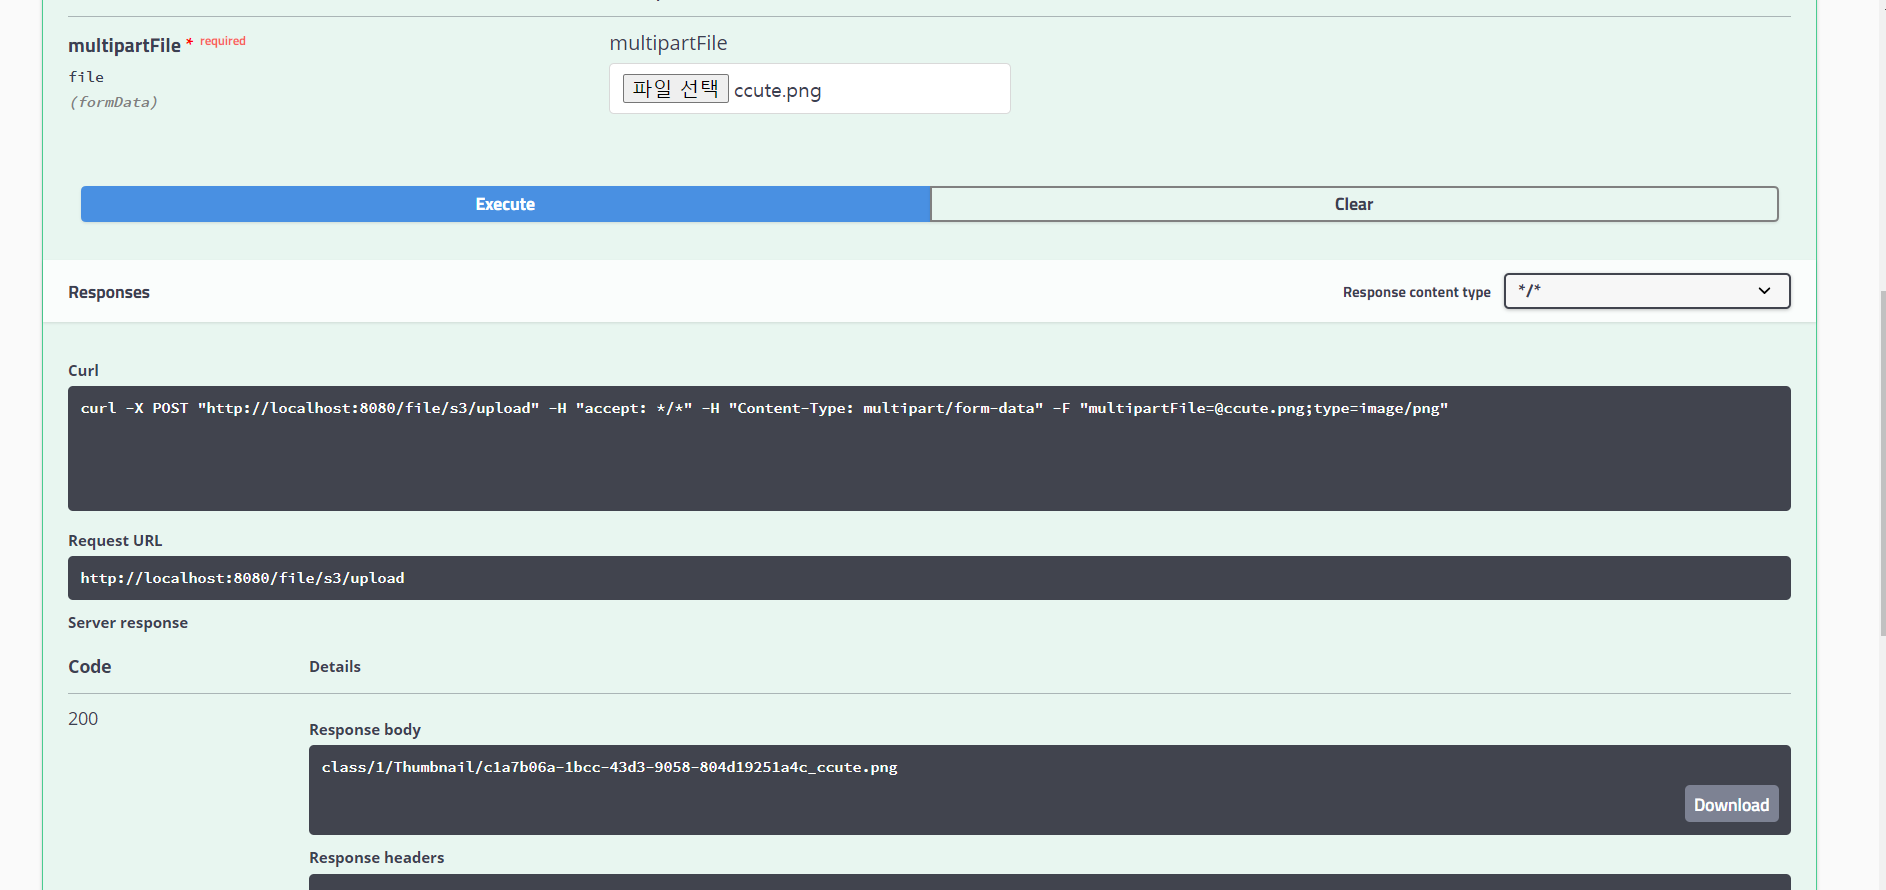 multipartFile * required
multipartFile
file
(formData)
파일 선택 ccute.png
Execute
Clear
Responses
Response content type
*/*
Curl
curl -X POST "http://localhost:8080/file/s3/upload" -H "accept: */*" -H "Content-Type: multipart/form-data" -F "multipartFile=@ccute.png;type=image/png"
Request URL
http://localhost:8080/file/s3/upload
Server response
Code
Details
200
Response body
class/1/Thumbnail/c1a7b06a-1bcc-43d3-9058-804d19251a4c_ccute.png
Download
Response headers